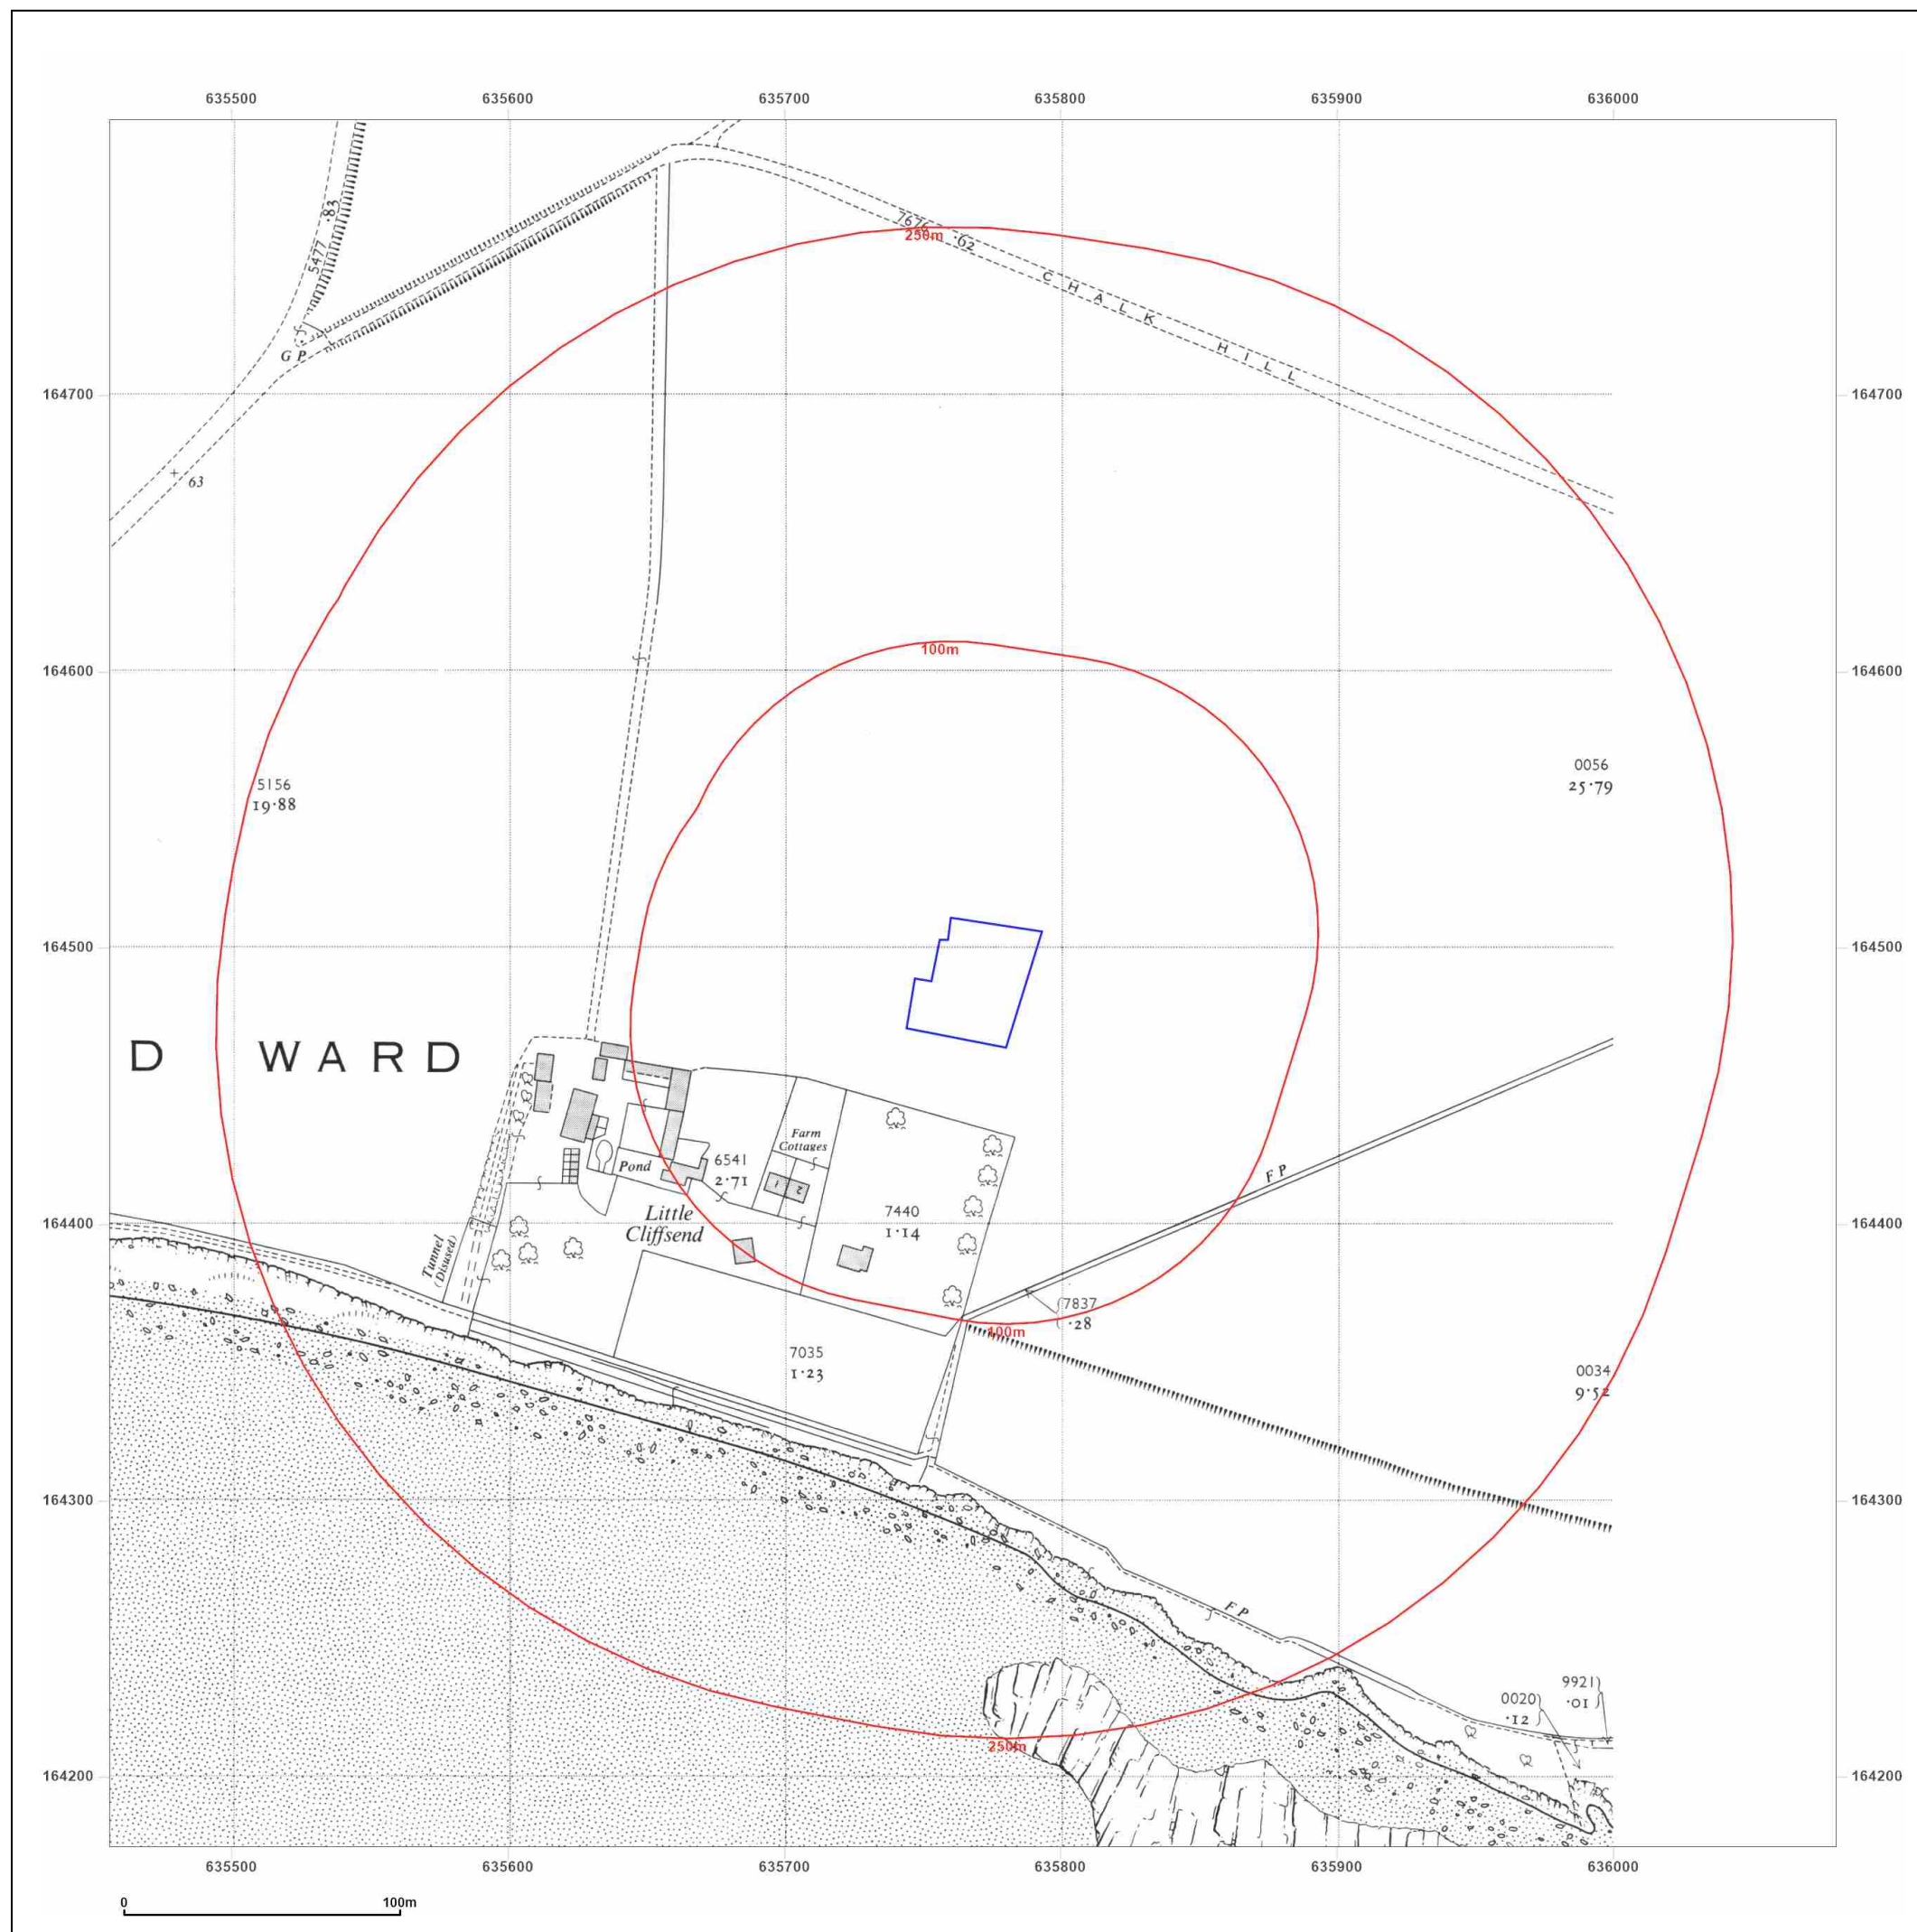 635500 635600 635700 635800 635900 636000
5477 .83
250m
.62
CHALK HILL
GP
164700 164700
63
164600 100m 164600
5156
19.88
0056
25.79
164500 164500
D WARD
Farm
Cottages
Pond
6541
2.71
1 2
FP
Little
Cliffsend
7440
1.14
164400 164400
Tunnel
(Disused)
7837
.28
100m
7035
1.23
0034
9.52
164300 164300
FP
0020
.12
9921
.10
250m
164200 164200
635500 635600 635700 635800 635900 636000
0 100m